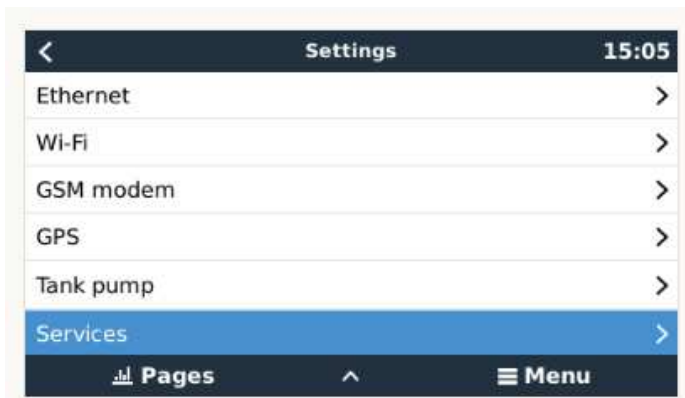 Settings 15:05
Ethernet
Wi-Fi
GSM modem
GPS
Tank pump
Services
Pages Menu